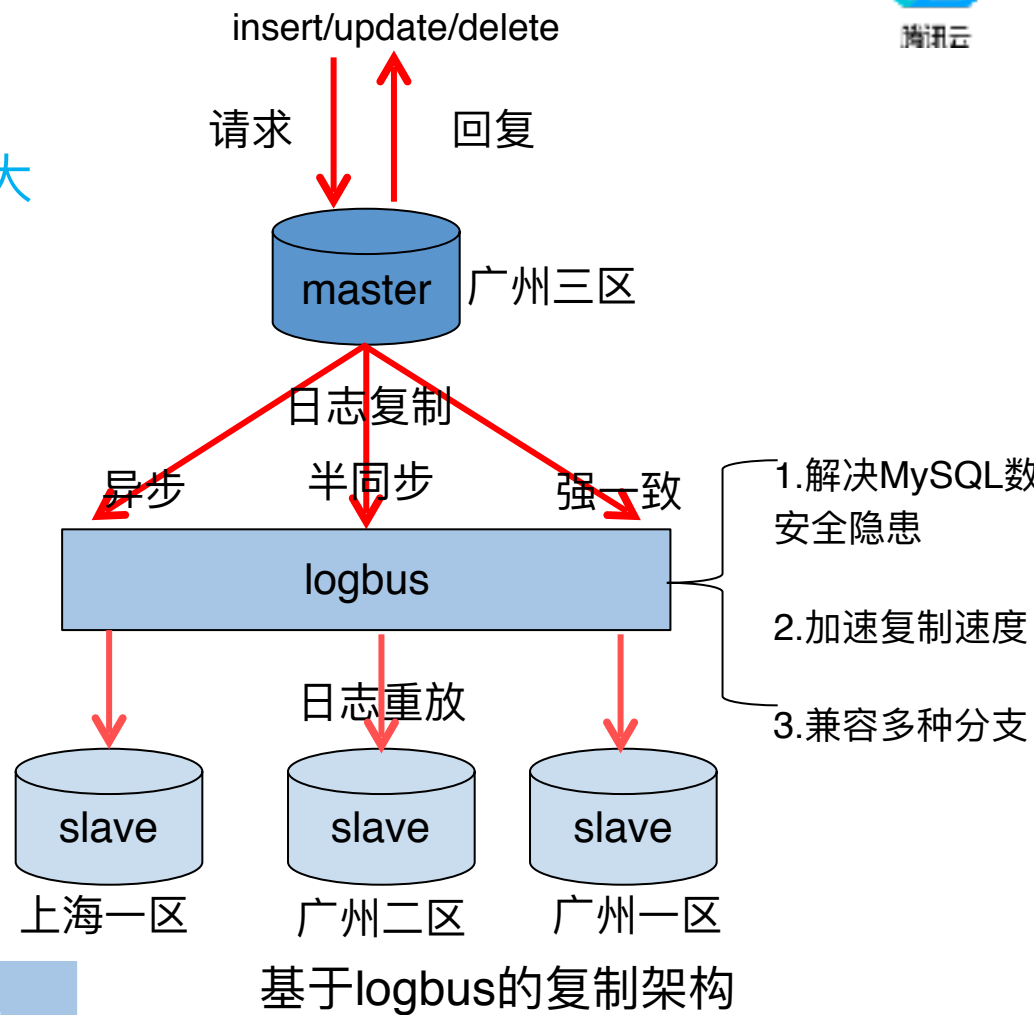 insert/update/delete
腾讯云
请求
回复
大
master
广州三区
日志复制
异步
半同步
强一致
1.解决MySQL数
安全隐患
logbus
2.加速复制速度
日志重放
3.兼容多种分支
slave
slave
slave
上海一区
广州二区
广州一区
基于logbus的复制架构